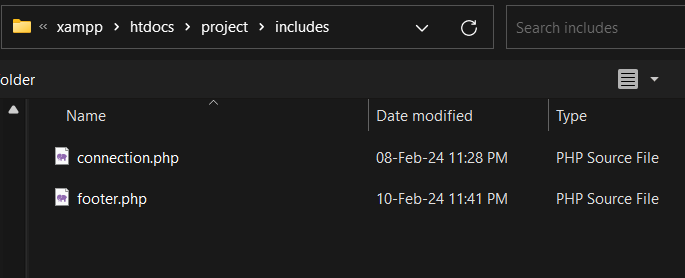 « xampp › htdocs › project › includes
Search includes
older
Name Date modified Type
connection.php 08-Feb-24 11:28 PM PHP Source File
footer.php 10-Feb-24 11:41 PM PHP Source File